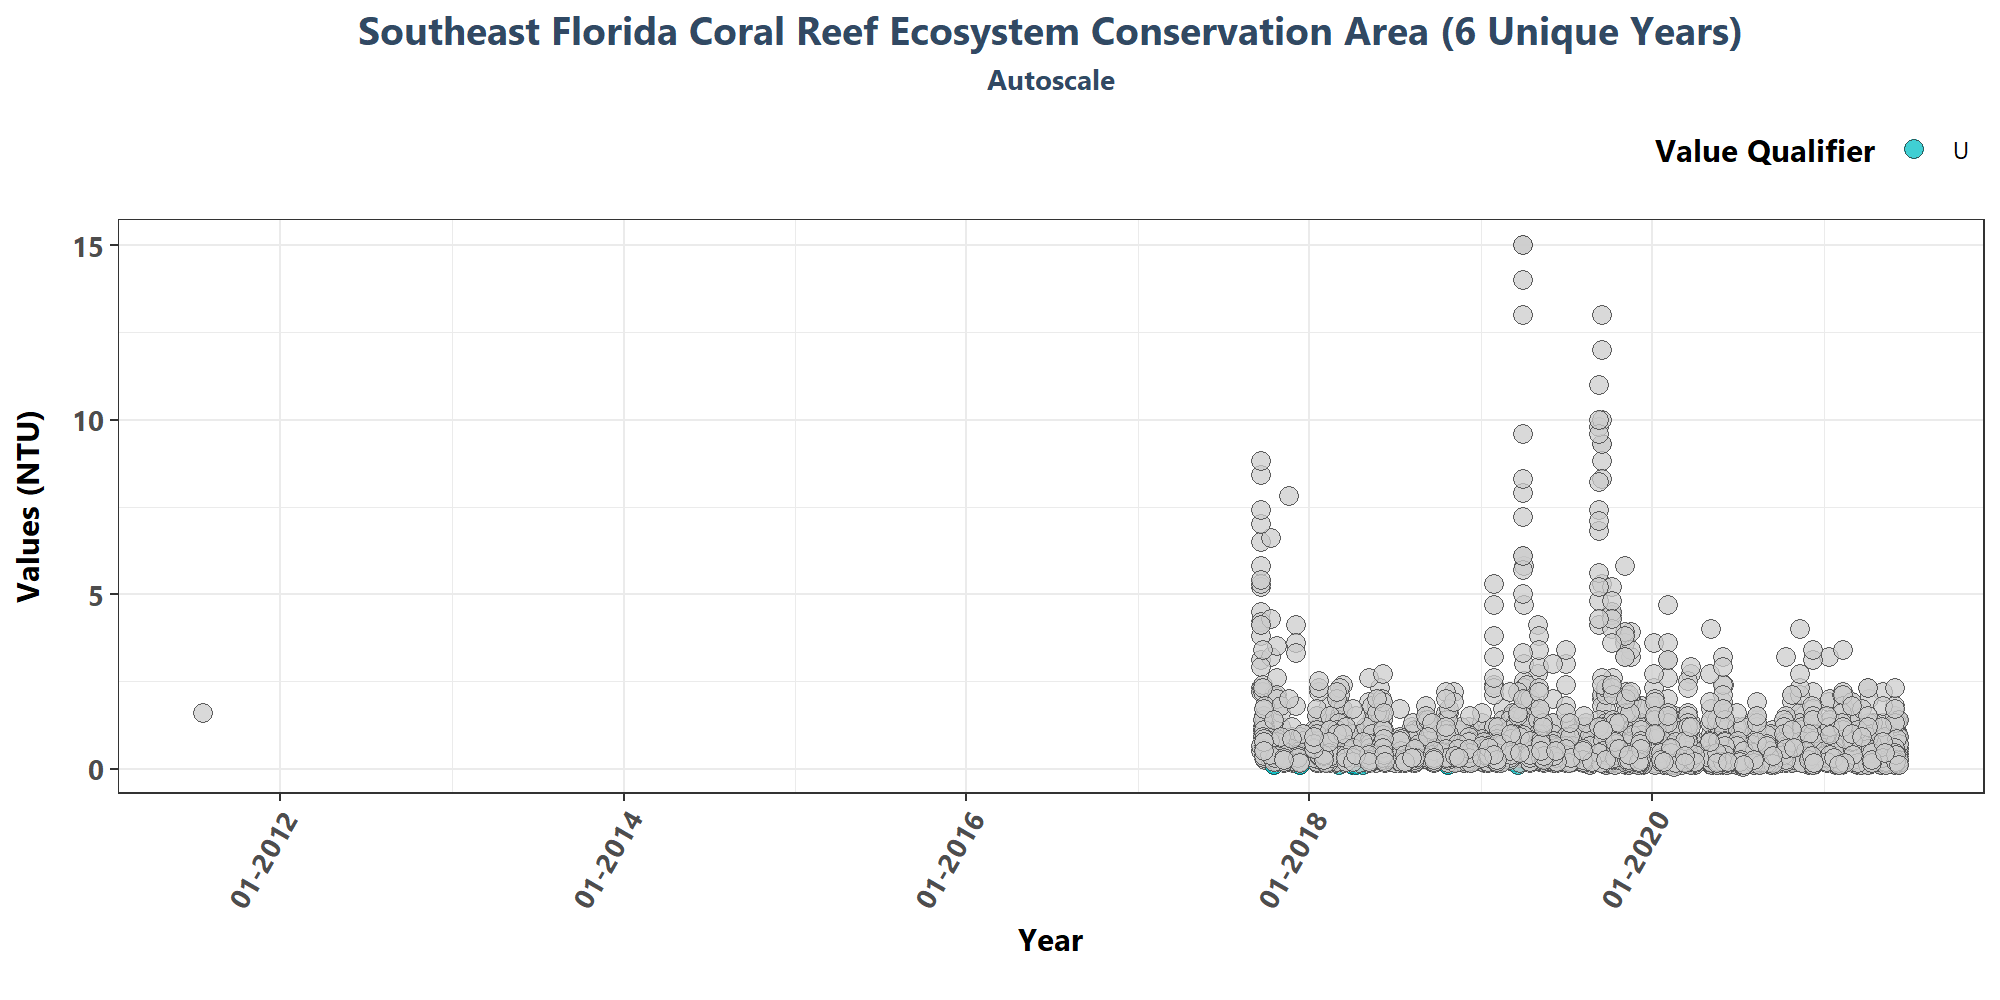 Southeast Florida Coral Reef Ecosystem Conservation Area (6 Unique Years)
Autoscale
Value Qualifier U
15
10
5
0
Values (NTU)
01-2012
01-2014
01-2016
01-2018
01-2020
Year